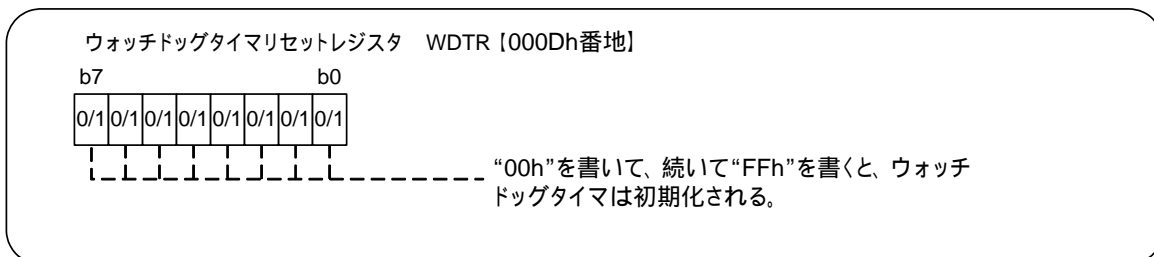 ウォッチドッグタイマリセットレジスタ WDTR【000Dh番地】
b7 b0
0/1 0/1 0/1 0/1 0/1 0/1 0/1 0/1
“00h”を書いて、続いて“FFh”を書くと、ウォッチ
ドッグタイマは初期化される。